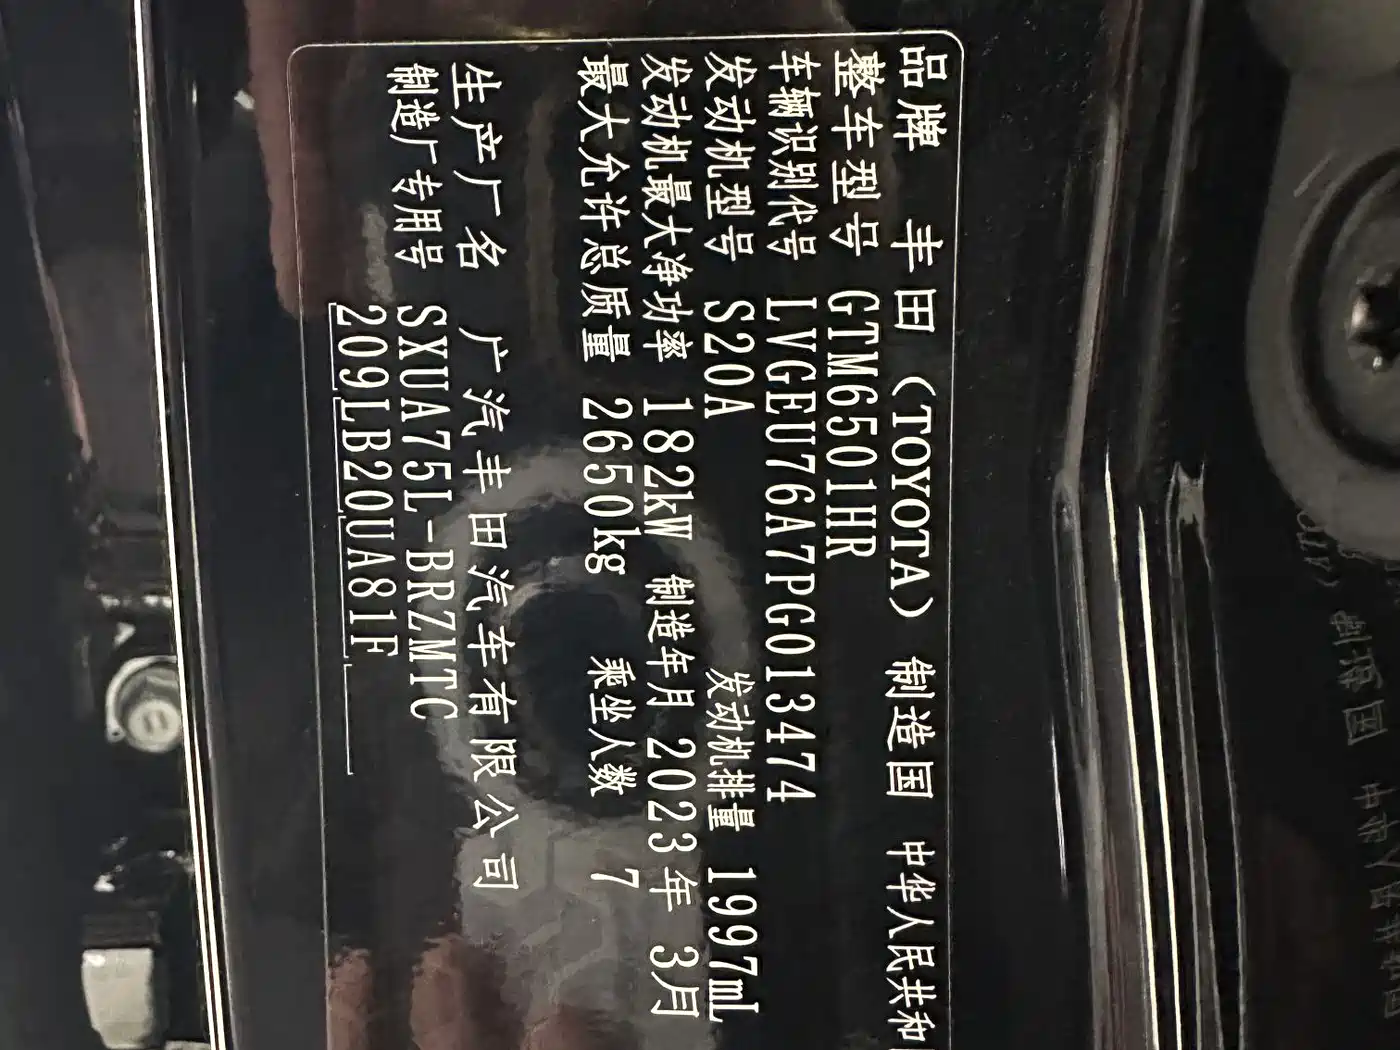 品牌 丰田（TOYOTA） 制造国 中华人民共和
整车型号 GTM6501HR
车辆识别代号 LVGEU76A7PG013474
发动机型号 S20A 发动机排量 1997mL
发动机最大净功率 182kW 制造年月 2023年 3月
最大允许总质量 2650kg 乘坐人数 7
生产厂名 广汽丰田汽车有限公司
制造厂专用号 SXUA75L-BRZMTC
209LB20UA81F